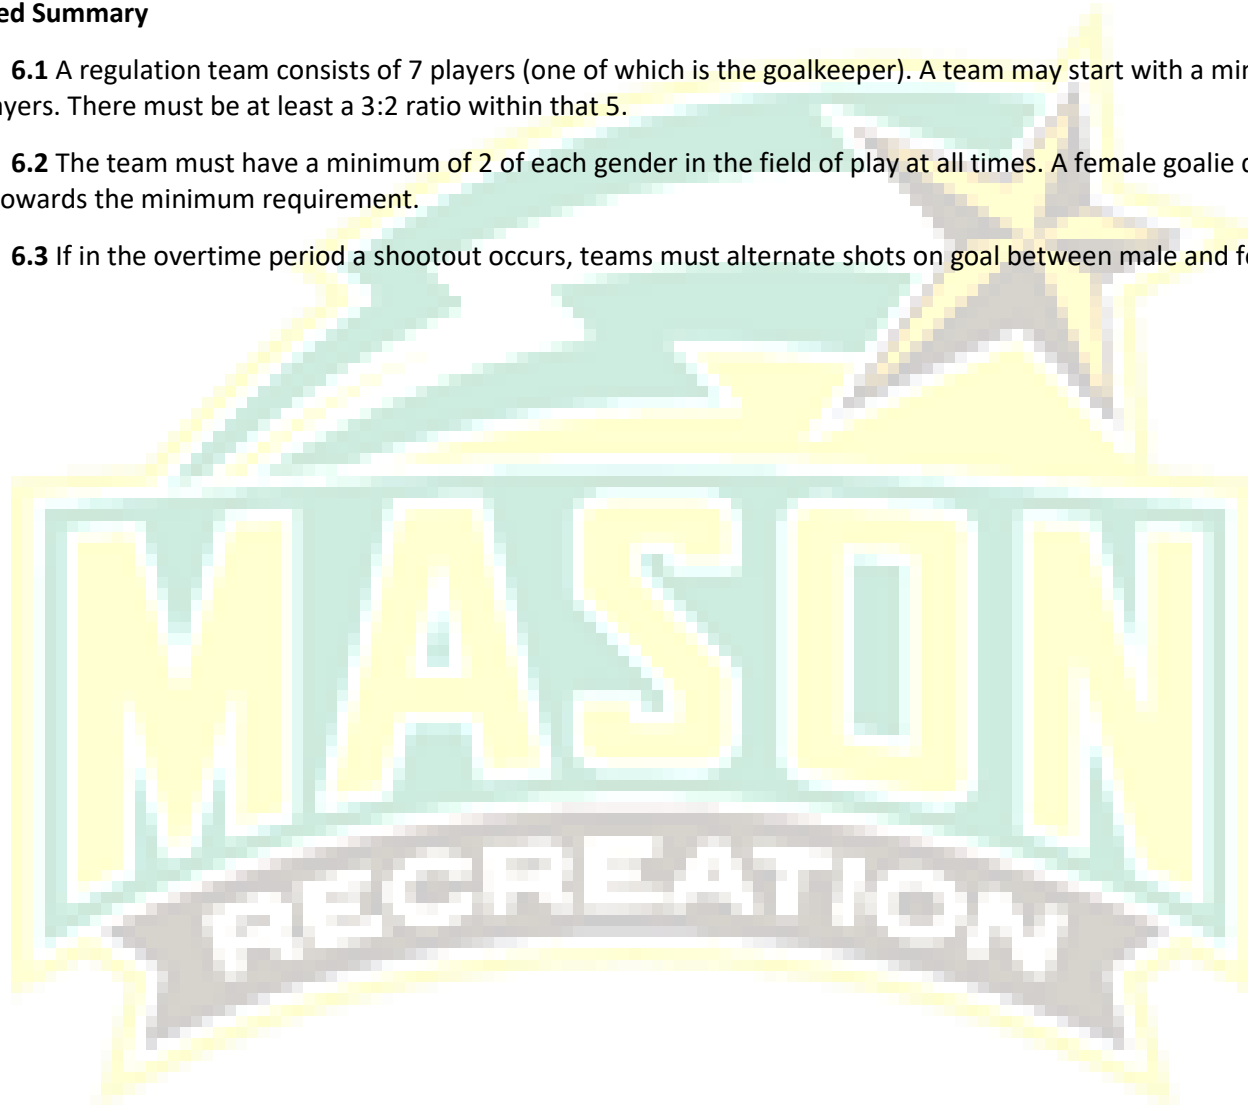 ed Summary
6.1 A regulation team consists of 7 players (one of which is the goalkeeper). A team may start with a min
yers. There must be at least a 3:2 ratio within that 5.
6.2 The team must have a minimum of 2 of each gender in the field of play at all times. A female goalie
owards the minimum requirement.
6.3 If in the overtime period a shootout occurs, teams must alternate shots on goal between male and fe
MASON
RECREATION